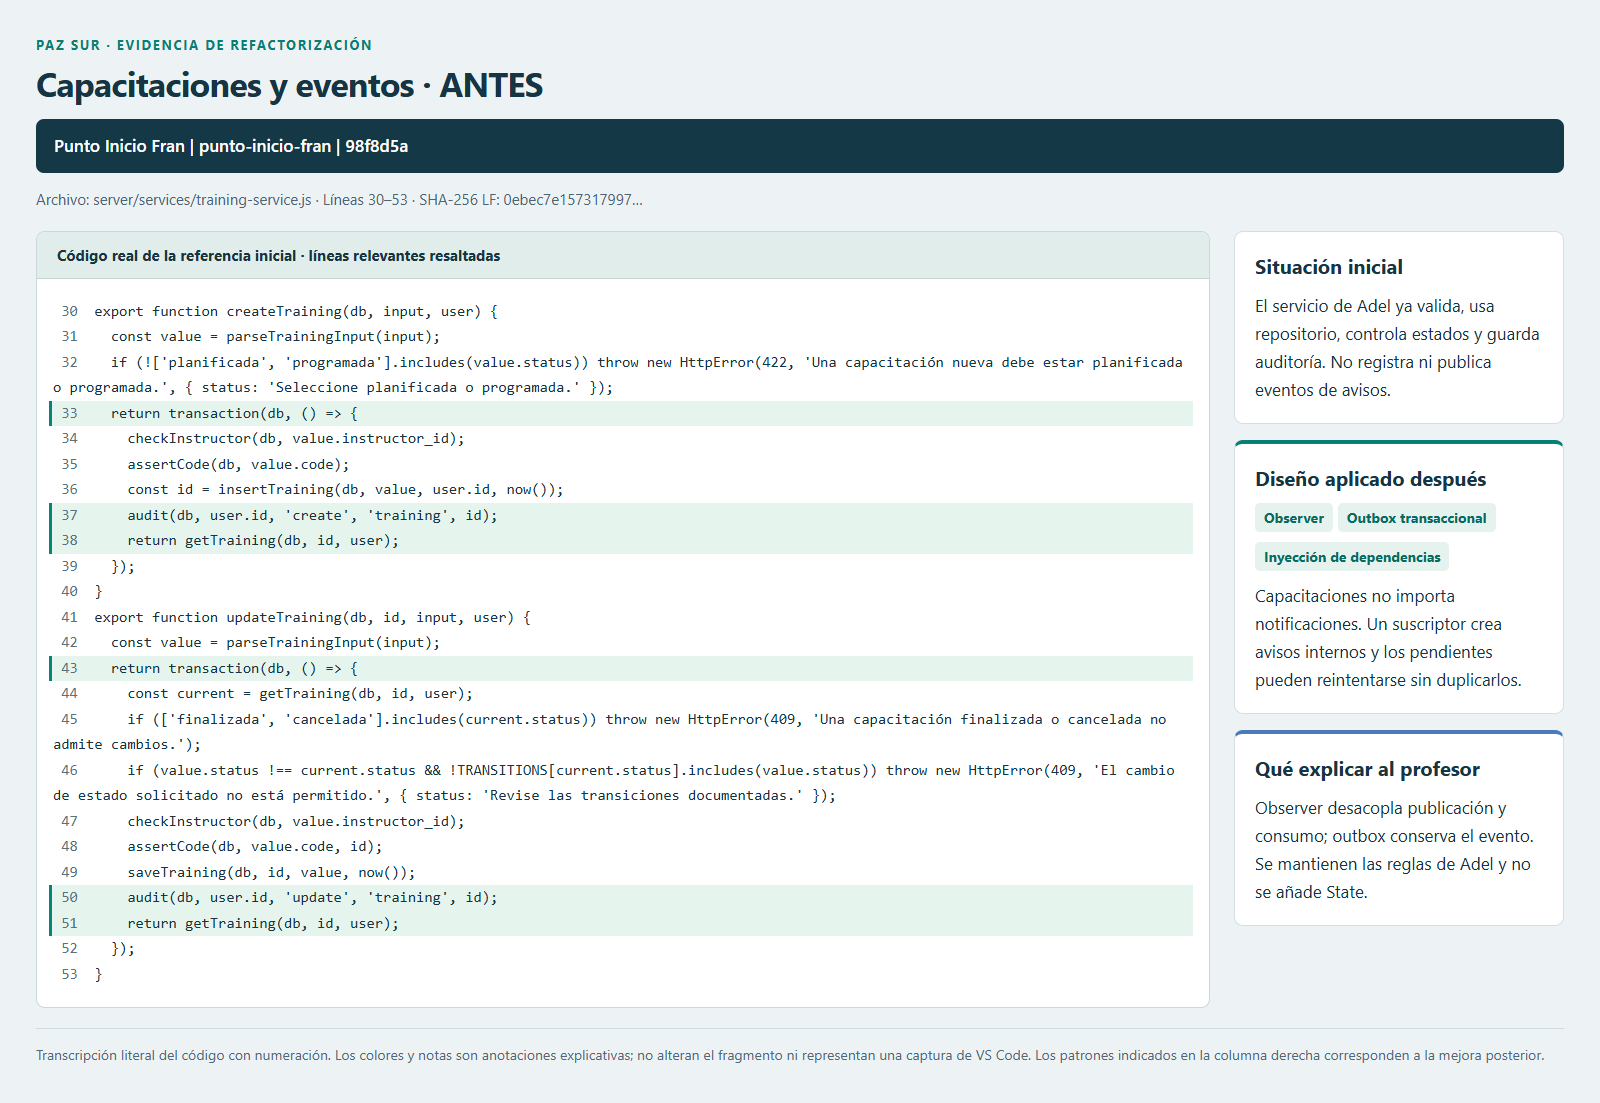 PAZ SUR · EVIDENCIA DE REFACTORIZACIÓN
Capacitaciones y eventos · ANTES
Punto Inicio Fran | punto-inicio-fran | 98f8d5a
Archivo: server/services/training-service.js · Líneas 30–53 · SHA-256 LF: 0ebec7e157317997…
Código real de la referencia inicial · líneas relevantes resaltadas
30 export function createTraining(db, input, user) {
31   const value = parseTrainingInput(input);
32   if (!['planificada', 'programada'].includes(value.status)) throw new HttpError(422, 'Una capacitación nueva debe estar planificada
o programada.', { status: 'Seleccione planificada o programada.' });
33   return transaction(db, () => {
34     checkInstructor(db, value.instructor_id);
35     assertCode(db, value.code);
36     const id = insertTraining(db, value, user.id, now());
37     audit(db, user.id, 'create', 'training', id);
38     return getTraining(db, id, user);
39   });
40 }
41 export function updateTraining(db, id, input, user) {
42   const value = parseTrainingInput(input);
43   return transaction(db, () => {
44     const current = getTraining(db, id, user);
45     if (['finalizada', 'cancelada'].includes(current.status)) throw new HttpError(409, 'Una capacitación finalizada o cancelada no
admite cambios.');
46     if (value.status !== current.status && !TRANSITIONS[current.status].includes(value.status)) throw new HttpError(409, 'El cambio
de estado solicitado no está permitido.', { status: 'Revise las transiciones documentadas.' });
47     checkInstructor(db, value.instructor_id);
48     assertCode(db, value.code, id);
49     saveTraining(db, id, value, now());
50     audit(db, user.id, 'update', 'training', id);
51     return getTraining(db, id, user);
52   });
53 }
Situación inicial
El servicio de Adel ya valida, usa
repositorio, controla estados y guarda
auditoría. No registra ni publica
eventos de avisos.
Diseño aplicado después
Observer Outbox transaccional
Inyección de dependencias
Capacitaciones no importa
notificaciones. Un suscriptor crea
avisos internos y los pendientes
pueden reintentarse sin duplicarlos.
Qué explicar al profesor
Observer desacopla publicación y
consumo; outbox conserva el evento.
Se mantienen las reglas de Adel y no
se añade State.
Transcripción literal del código con numeración. Los colores y notas son anotaciones explicativas; no alteran el fragmento ni representan una captura de VS Code. Los patrones indicados en la columna derecha corresponden a la mejora posterior.